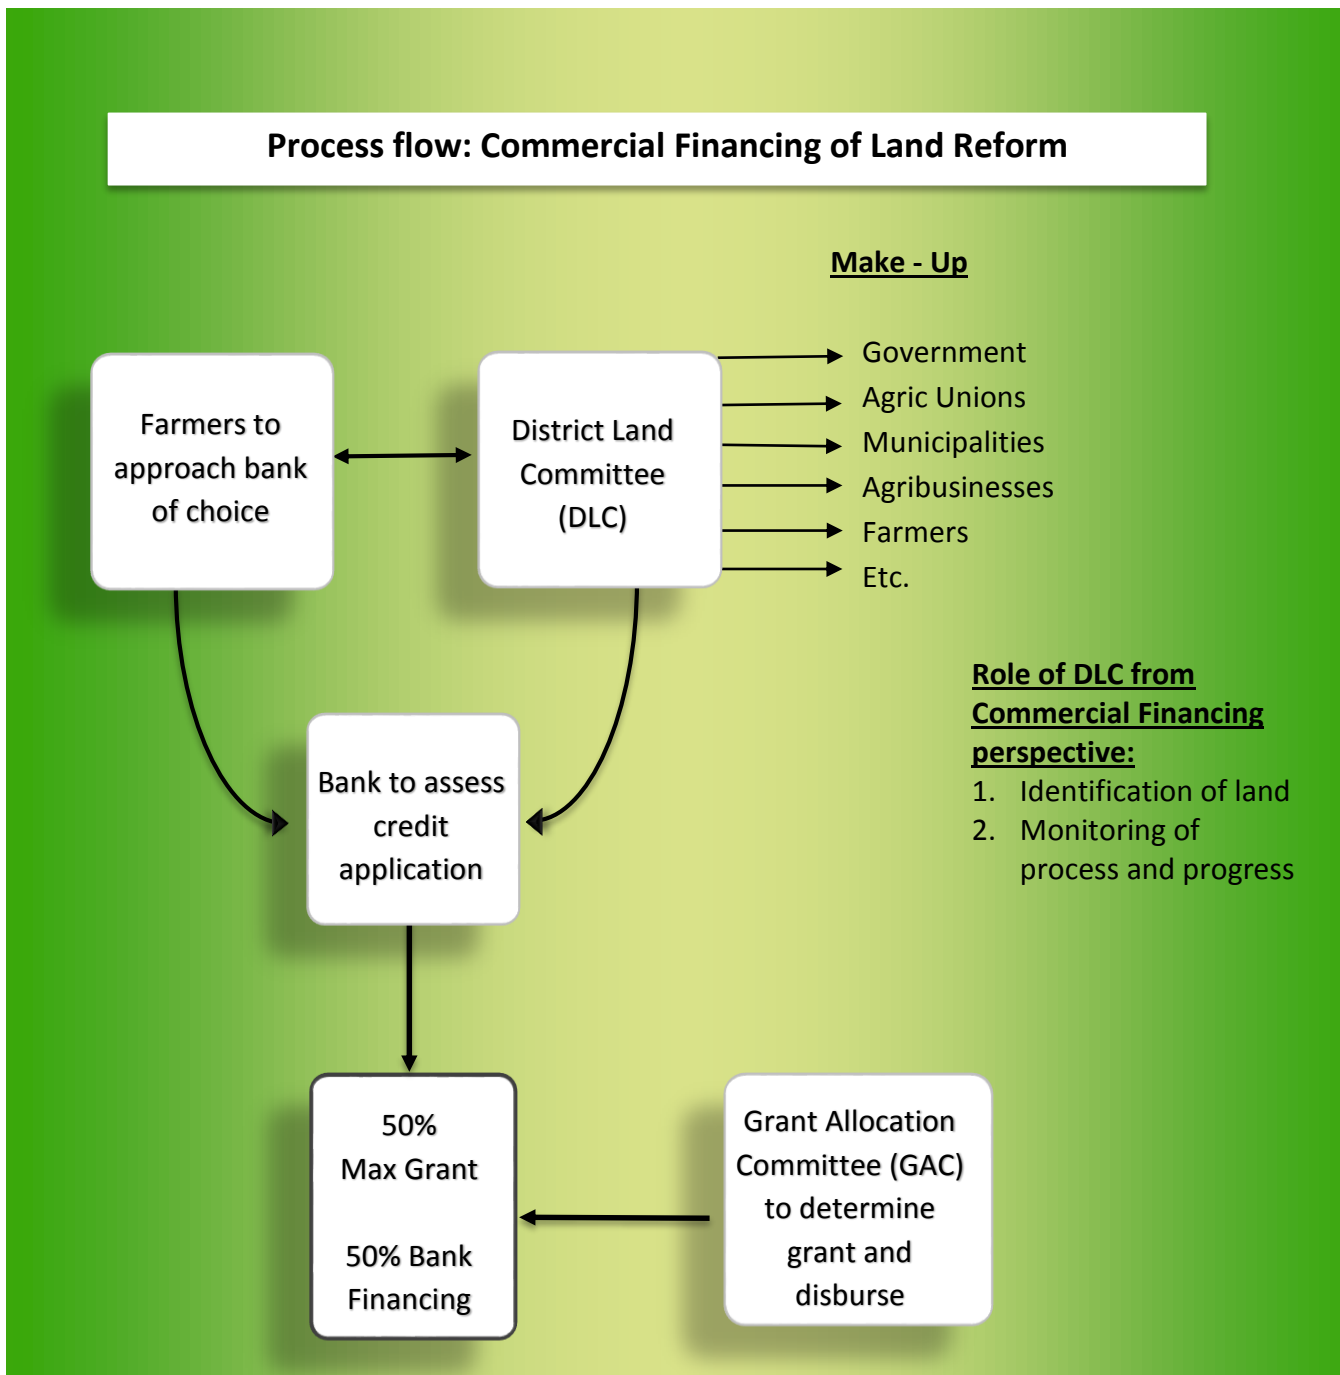 Process flow: Commercial Financing of Land Reform
Make - Up
Farmers to
approach bank
of choice
District Land
Committee
(DLC)
Government
Agric Unions
Municipalities
Agribusinesses
Farmers
Etc.
Role of DLC from
Commercial Financing
perspective:
1. Identification of land
2. Monitoring of
process and progress
Bank to assess
credit
application
50%
Max Grant
50% Bank
Financing
Grant Allocation
Committee (GAC)
to determine
grant and
disburse